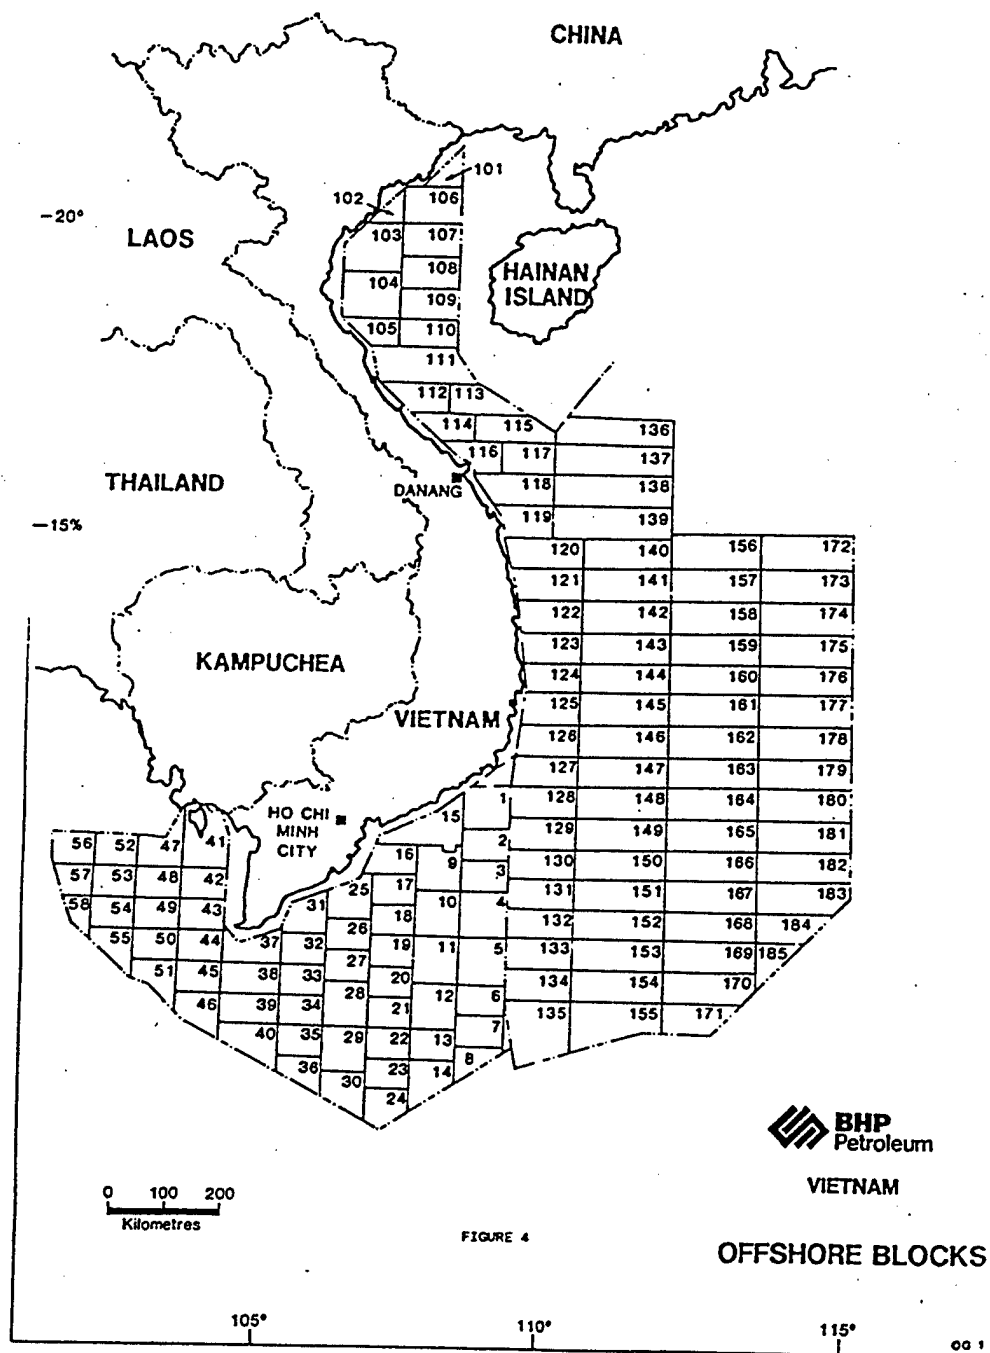 CHINA
101
102
106
—20°
103
107
LAOS
108
HAINAN
ISLAND
104
109
105
110
111
112 113
114 115 136
116 117 137
THAILAND
118 138
DANANG
119 139
—15%
120 140 156 172
121 141 157 173
122 142 158 174
123 143 159 175
KAMPUCHEA
124 144 160 176
125 145 161 177
VIETNAM
126 146 162 178
127 147 163 179
1 128 148 164 180
HO CHI
MINH
CITY
15
129 149 165 181
56 52 47 41 2
16 9 3 130 150 166 182
57 53 48 42 25 17 131 151 167 183
58 54 49 43 31 18 10 4 132 152 168 184
55 50 44 37 32 26 19 11 5 133 153 169 185
51 45 38 33 27 20 134 154 170
46 39 34 28 21 12 6 135 155 171
40 35 29 22 13 7
36 30 23 14 8
24
BHP
Petroleum
VIETNAM
0 100 200
Kilometres
FIGURE 4
OFFSHORE BLOCKS
105° 110° 115°
OG 1